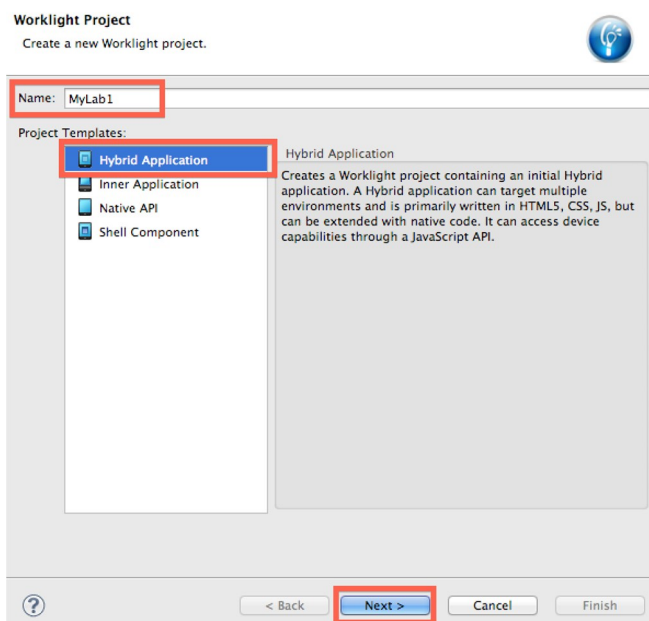 Worklight Project
Create a new Worklight project.
Name: MyLab1
Project Templates:
Hybrid Application
Inner Application
Native API
Shell Component
Hybrid Application
Creates a Worklight project containing an initial Hybrid
application. A Hybrid application can target multiple
environments and is primarily written in HTML5, CSS, JS, but
can be extended with native code. It can access device
capabilities through a JavaScript API.
? < Back Next > Cancel Finish